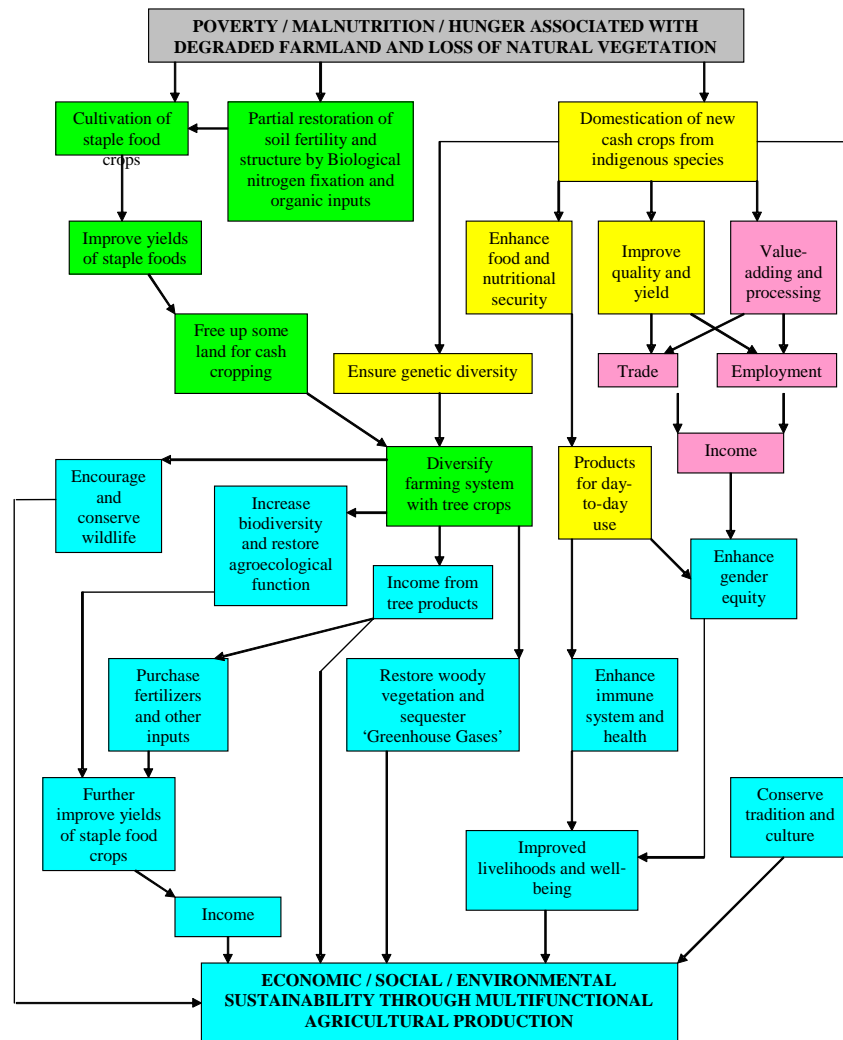 POVERTY / MALNUTRITION / HUNGER ASSOCIATED WITH
DEGRADED FARMLAND AND LOSS OF NATURAL VEGETATION
Cultivation of
staple food
crops
Partial restoration of
soil fertility and
structure by Biological
nitrogen fixation and
organic inputs
Domestication of new
cash crops from
indigenous species
Improve yields
of staple foods
Enhance
food and
nutritional
security
Improve
quality and
yield
Value-
adding and
processing
Free up some
land for cash
cropping
Ensure genetic diversity
Trade
Employment
Income
Encourage
and
conserve
wildlife
Increase
biodiversity
and restore
agroecological
function
Diversify
farming system
with tree crops
Products
for day-
to-day
use
Enhance
gender
equity
Income from
tree products
Purchase
fertilizers
and other
inputs
Restore woody
vegetation and
sequester
‘Greenhouse Gases’
Enhance
immune
system and
health
Further
improve yields
of staple food
crops
Improved
livelihoods and well-
being
Conserve
tradition and
culture
Income
ECONOMIC / SOCIAL / ENVIRONMENTAL
SUSTAINABILITY THROUGH MULTIFUNCTIONAL
AGRICULTURAL PRODUCTION